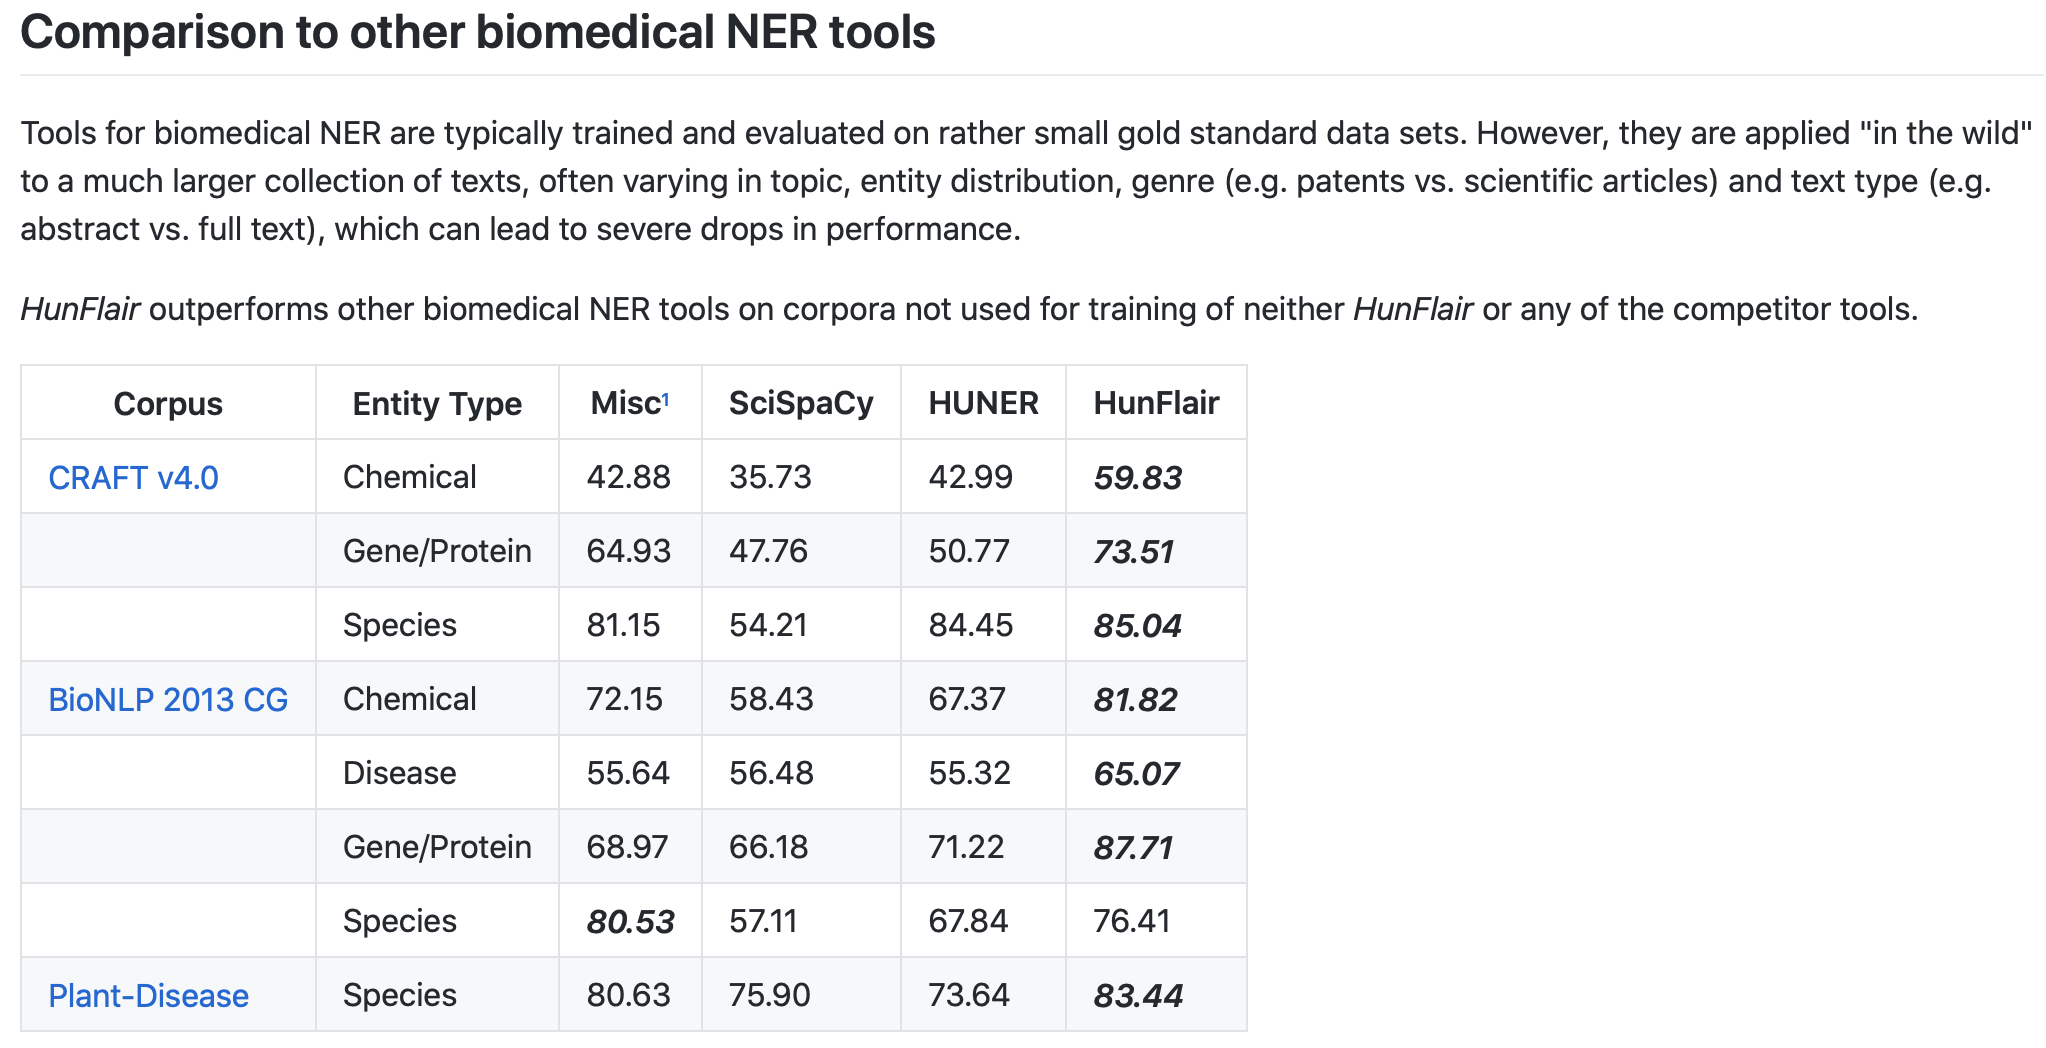 Comparison to other biomedical NER tools
Tools for biomedical NER are typically trained and evaluated on rather small gold standard data sets. However, they are applied "in the wild"
to a much larger collection of texts, often varying in topic, entity distribution, genre (e.g. patents vs. scientific articles) and text type (e.g.
abstract vs. full text), which can lead to severe drops in performance.
HunFlair outperforms other biomedical NER tools on corpora not used for training of neither HunFlair or any of the competitor tools.
Corpus Entity Type Misc1 SciSpaCy HUNER HunFlair
CRAFT v4.0 Chemical 42.88 35.73 42.99 59.83
Gene/Protein 64.93 47.76 50.77 73.51
Species 81.15 54.21 84.45 85.04
BioNLP 2013 CG Chemical 72.15 58.43 67.37 81.82
Disease 55.64 56.48 55.32 65.07
Gene/Protein 68.97 66.18 71.22 87.71
Species 80.53 57.11 67.84 76.41
Plant-Disease Species 80.63 75.90 73.64 83.44